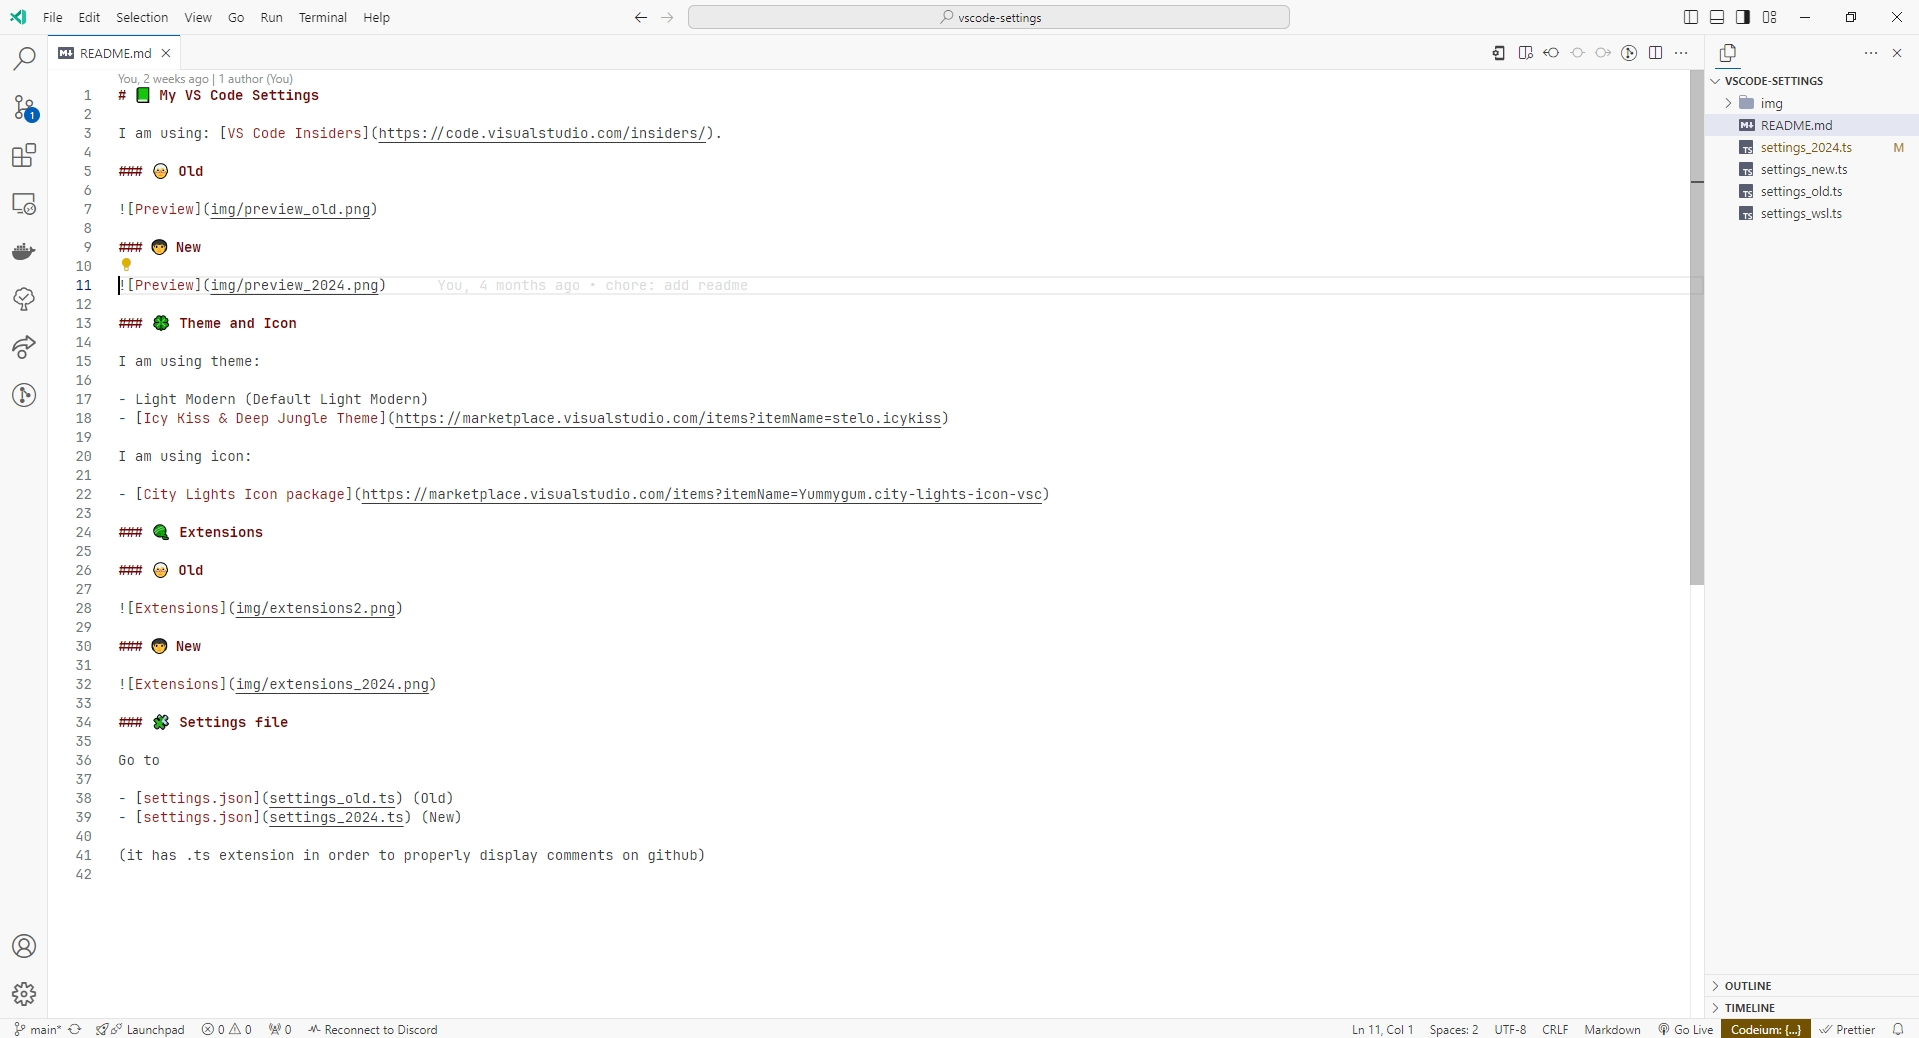 File Edit Selection View Go Run Terminal Help
vscode-settings
README.md
You, 2 weeks ago | 1 author (You)
1 # 📗 My VS Code Settings
2
3 I am using: [VS Code Insiders](https://code.visualstudio.com/insiders/).
4
5 ### 👴 Old
6
7 ![Preview](img/preview_old.png)
8
9 ### 👦 New
10
11 ![Preview](img/preview_2024.png) You, 4 months ago • chore: add readme
12
13 ### 🍀 Theme and Icon
14
15 I am using theme:
16
17 - Light Modern (Default Light Modern)
18 - [Icy Kiss & Deep Jungle Theme](https://marketplace.visualstudio.com/items?itemName=stelo.icykiss)
19
20 I am using icon:
21
22 - [City Lights Icon package](https://marketplace.visualstudio.com/items?itemName=Yummygum.city-lights-icon-vsc)
23
24 ### Extensions
25
26 ### 👴 Old
27
28 ![Extensions](img/extensions2.png)
29
30 ### 👦 New
31
32 ![Extensions](img/extensions_2024.png)
33
34 ### 🧩 Settings file
35
36 Go to
37
38 - [settings.json](settings_old.ts) (Old)
39 - [settings.json](settings_2024.ts) (New)
40
41 (it has .ts extension in order to properly display comments on github)
42
VSCODE-SETTINGS
img
README.md
settings_2024.ts M
settings_new.ts
settings_old.ts
settings_wsl.ts
OUTLINE
TIMELINE
1
main* Launchpad 0 0 0 Reconnect to Discord
Ln 11, Col 1 Spaces: 2 UTF-8 CRLF Markdown Go Live Codeium: {...} Prettier